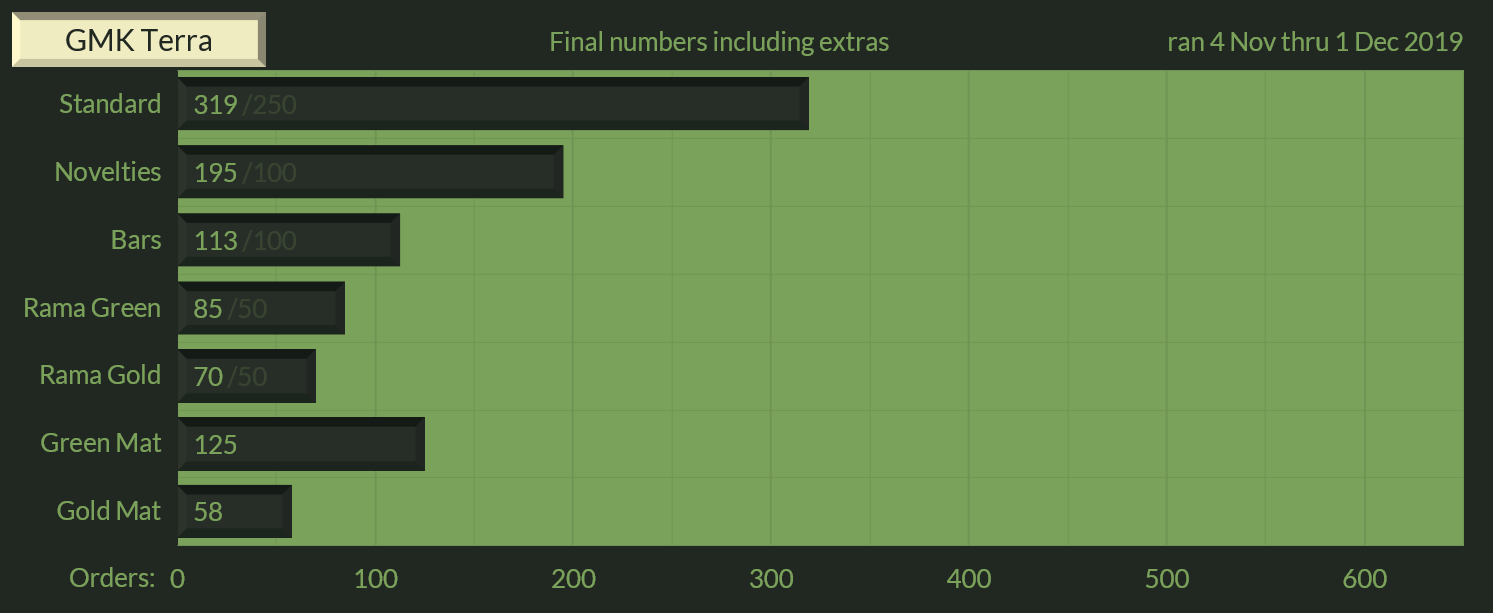 GMK Terra
Final numbers including extras
ran 4 Nov thru 1 Dec 2019
Standard 319 /250
Novelties 195 /100
Bars 113 /100
Rama Green 85 /50
Rama Gold 70 /50
Green Mat 125
Gold Mat 58
Orders: 0 100 200 300 400 500 600